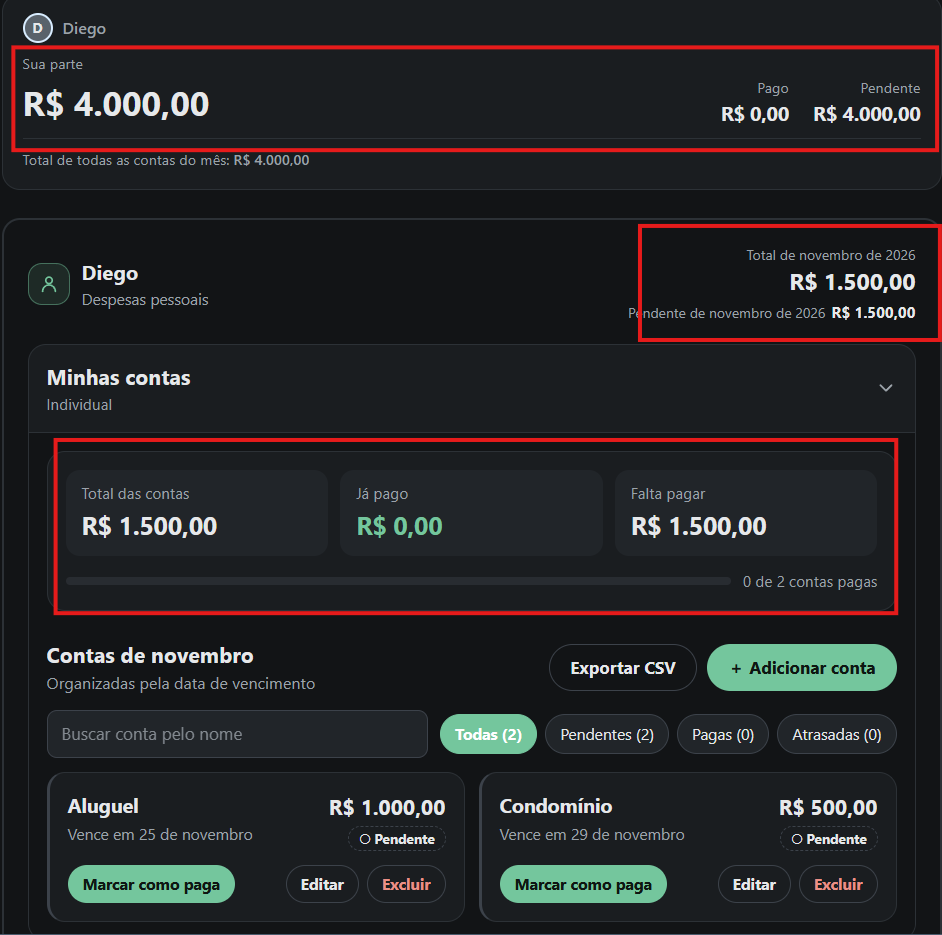 D Diego
Sua parte
R$ 4.000,00
Pago
R$ 0,00
Pendente
R$ 4.000,00
Total de todas as contas do mês: R$ 4.000,00
Diego
Despesas pessoais
Total de novembro de 2026
R$ 1.500,00
Pendente de novembro de 2026 R$ 1.500,00
Minhas contas
Individual
Total das contas
R$ 1.500,00
Já pago
R$ 0,00
Falta pagar
R$ 1.500,00
0 de 2 contas pagas
Contas de novembro
Organizadas pela data de vencimento
Exportar CSV
+ Adicionar conta
Buscar conta pelo nome
Todas (2)
Pendentes (2)
Pagas (0)
Atrasadas (0)
Aluguel
R$ 1.000,00
Vence em 25 de novembro
Pendente
Marcar como paga
Editar
Excluir
Condomínio
R$ 500,00
Vence em 29 de novembro
Pendente
Marcar como paga
Editar
Excluir